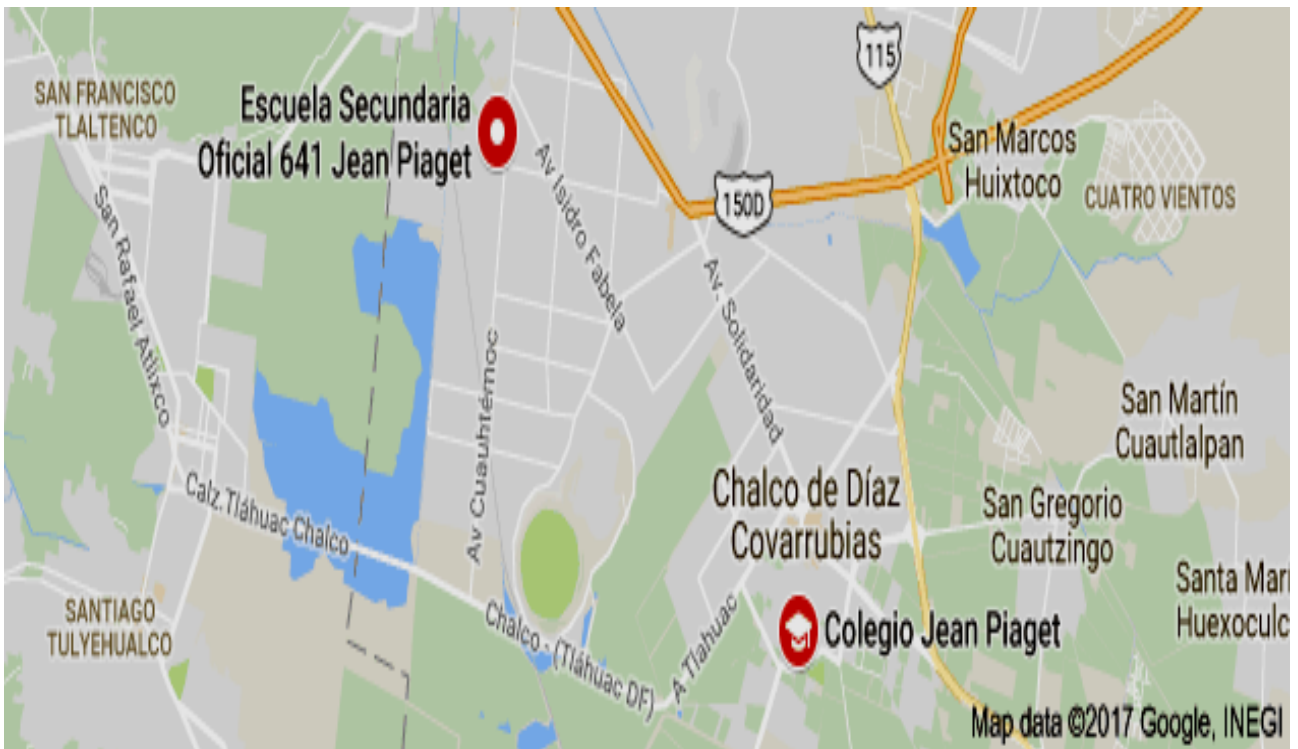 115
SAN FRANCISCO
TLALTENCO
Escuela Secundaria
Oficial 641 Jean Piaget
San Marcos
Huixtoco
CUATRO VIENTOS
150D
San Rafael Atlixco
Av Isidro Fabela
Av. Solidaridad
Av Cuauhtémoc
San Martín
Cuautlalpan
Calz. Tláhuac Chalco
Chalco de Díaz
Covarrubias
San Gregorio
Cuautzingo
Santa Mar
Huexoculc
SANTIAGO
TULYEHUALCO
Chalco - (Tláhuac DF)
A Tlahuac
Colegio Jean Piaget
Map data ©2017 Google, INEGI